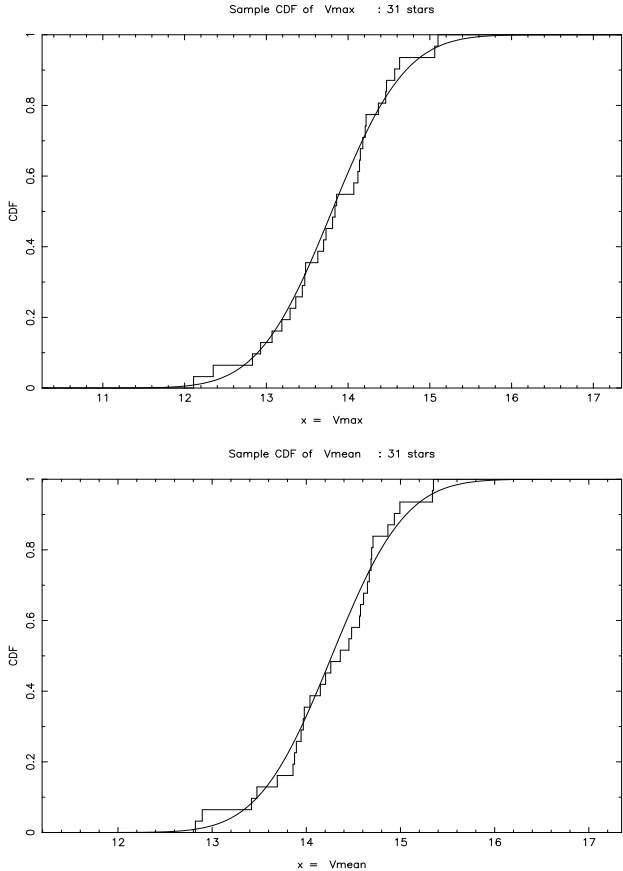 Sample CDF of Vmax : 31 stars
1
0.8
0.6
0.4
0.2
0
CDF
11 12 13 14 15 16 17
x = Vmax
Sample CDF of Vmean : 31 stars
1
0.8
0.6
0.4
0.2
0
CDF
12 13 14 15 16 17
x = Vmean